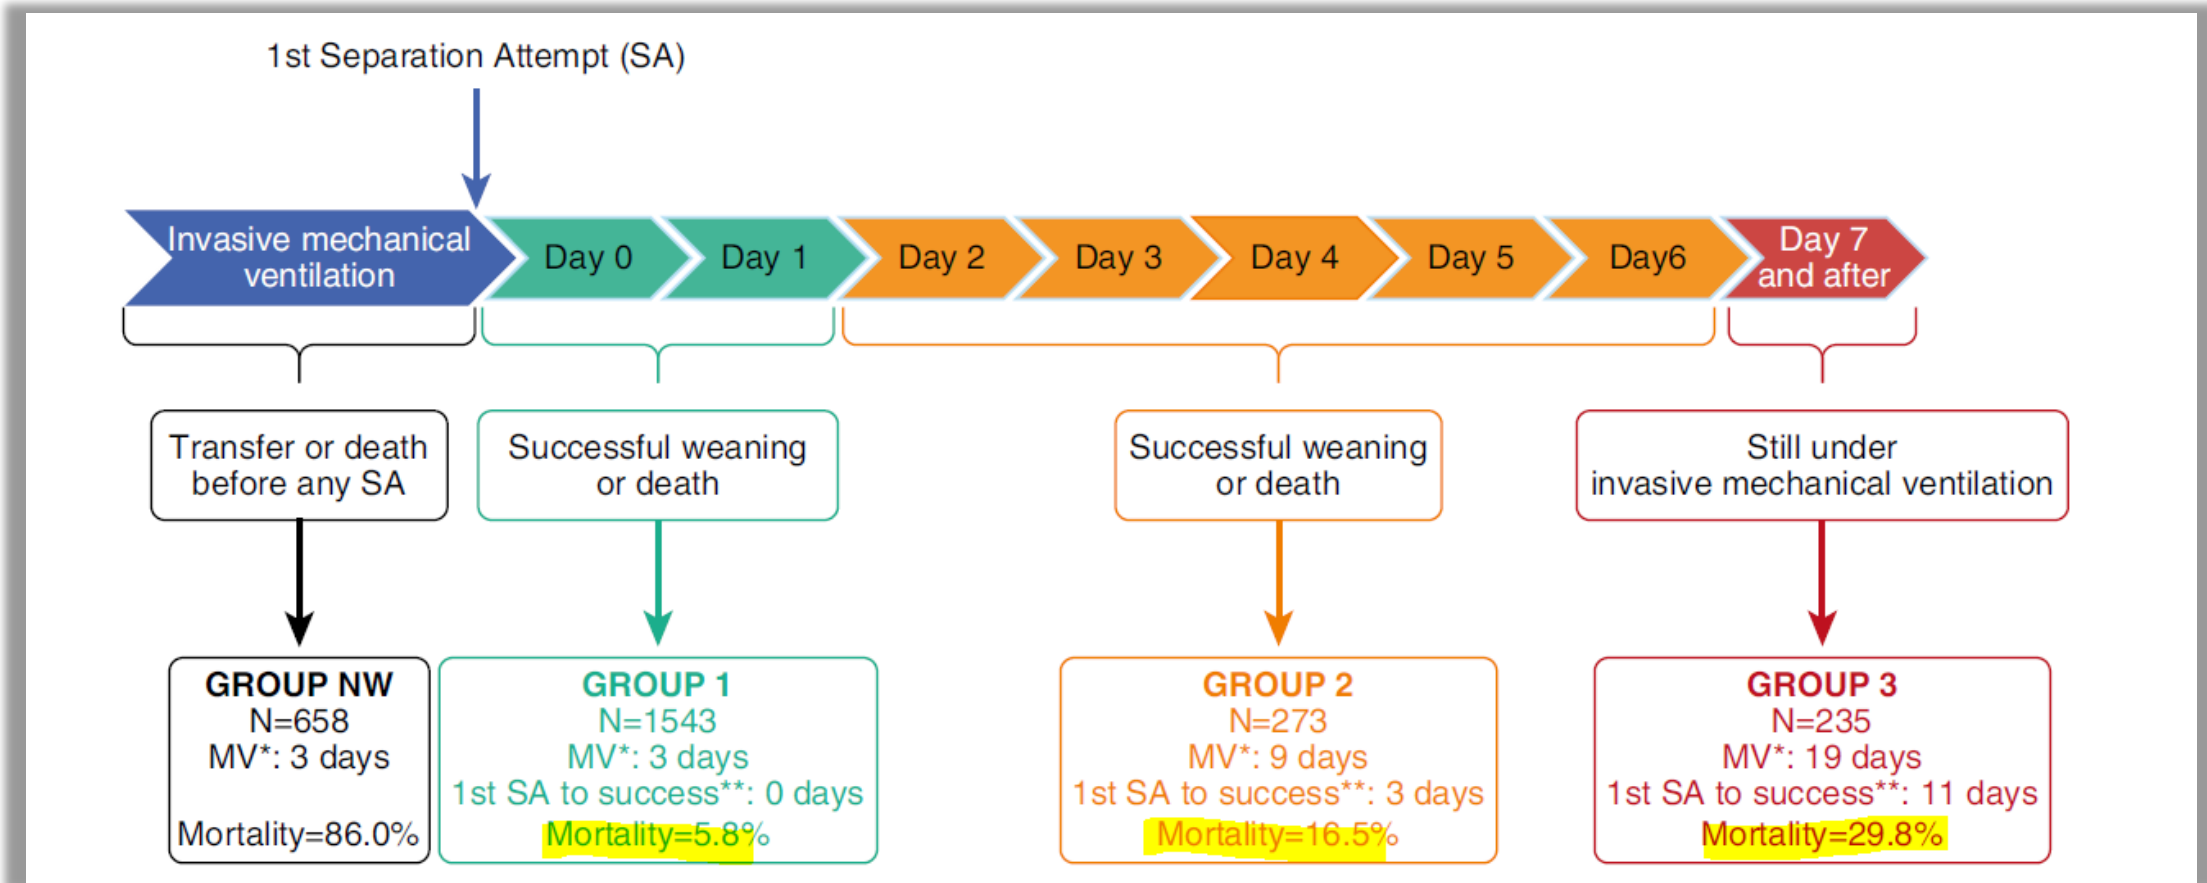 1st Separation Attempt (SA)
Invasive mechanical
ventilation
Day 0
Day 1
Day 2
Day 3
Day 4
Day 5
Day6
Day 7
and after
Transfer or death
before any SA
Successful weaning
or death
Successful weaning
or death
Still under
invasive mechanical ventilation
GROUP NW
N=658
MV*: 3 days
Mortality=86.0%
GROUP 1
N=1543
MV*: 3 days
1st SA to success**: 0 days
Mortality=5.8%
GROUP 2
N=273
MV*: 9 days
1st SA to success**: 3 days
Mortality=16.5%
GROUP 3
N=235
MV*: 19 days
1st SA to success**: 11 days
Mortality=29.8%